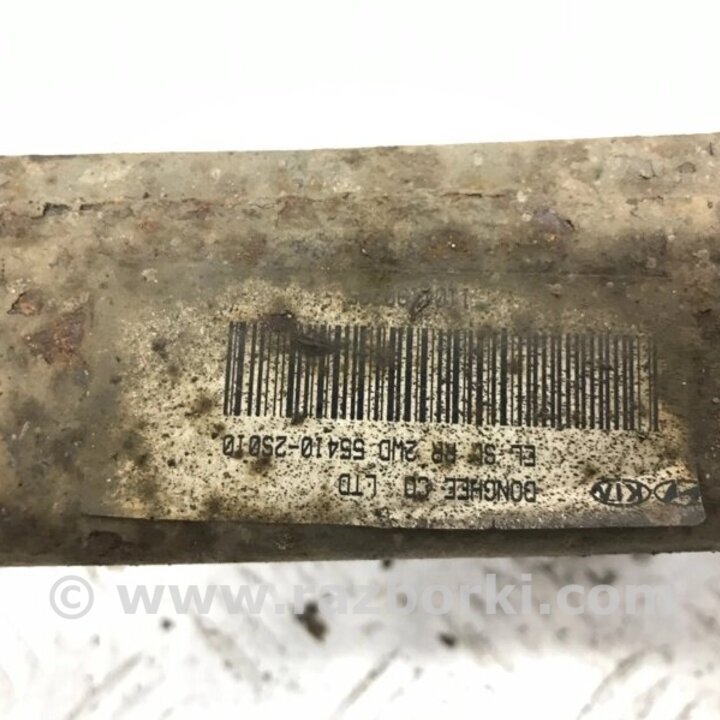 KIA
DONGHEE CO LTD
EL SL RR 2WD 55410-2S010
© www.razborki.com